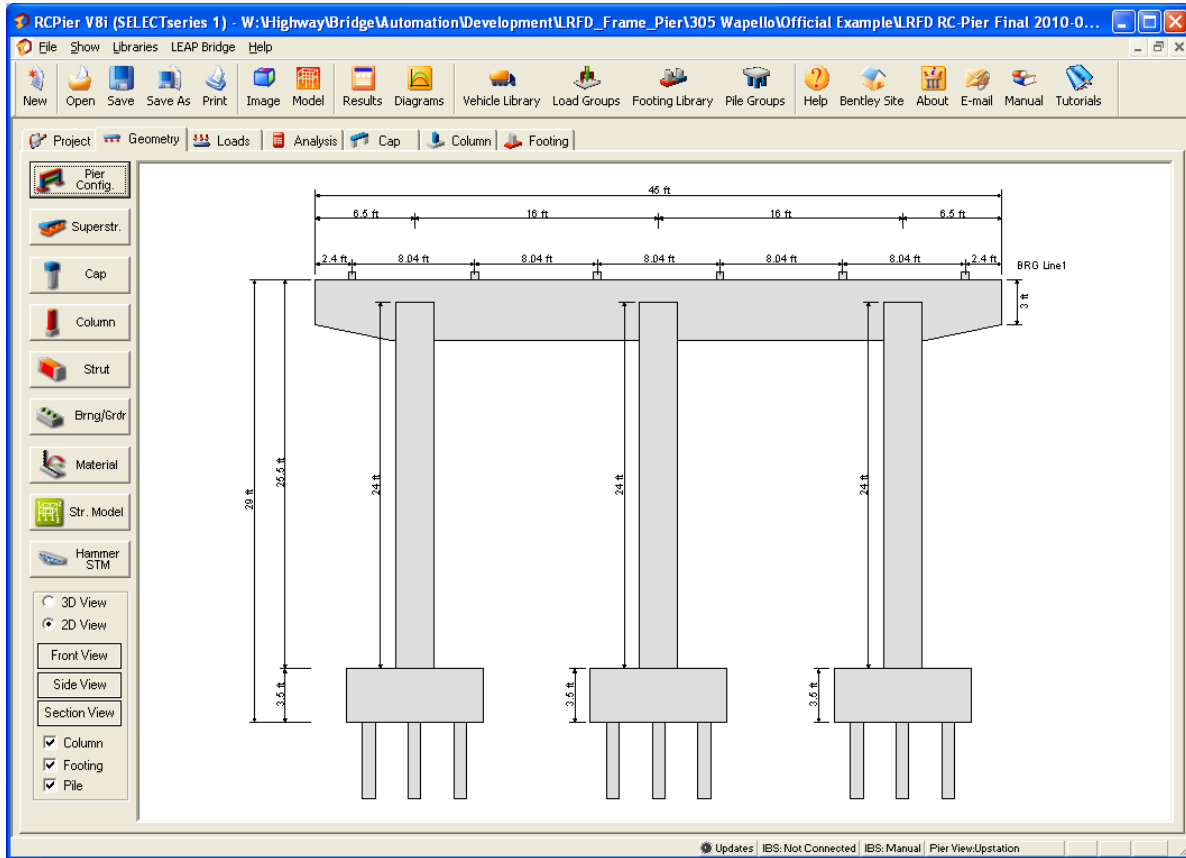 RCPier V8i (SELECTseries 1) - W:\Highway\Bridge\Automation\Development\LRFD_Frame_Pier\305 Wapello\Official Example\LRFD RC-Pier Final 2010-0...
File Show Libraries LEAP Bridge Help
New Open Save Save As Print Image Model Results Diagrams Vehicle Library Load Groups Footing Library Pile Groups Help Bentley Site About E-mail Manual Tutorials
Project Geometry Loads Analysis Cap Column Footing
Pier Config.
Superstr.
Cap
Column
Strut
Brng/Grdr
Material
Str. Model
Hammer STM
3D View
2D View
Front View
Side View
Section View
Column
Footing
Pile
45 ft
6.5 ft 16 ft 16 ft 6.5 ft
2.4 ft 8.04 ft 8.04 ft 8.04 ft 8.04 ft 8.04 ft 2.4 ft BRG Line1
3 ft
29 ft 25.5 ft 24 ft 24 ft 24 ft
3.5 ft 3.5 ft 3.5 ft
Updates IBS: Not Connected IBS: Manual Pier View:Upstation